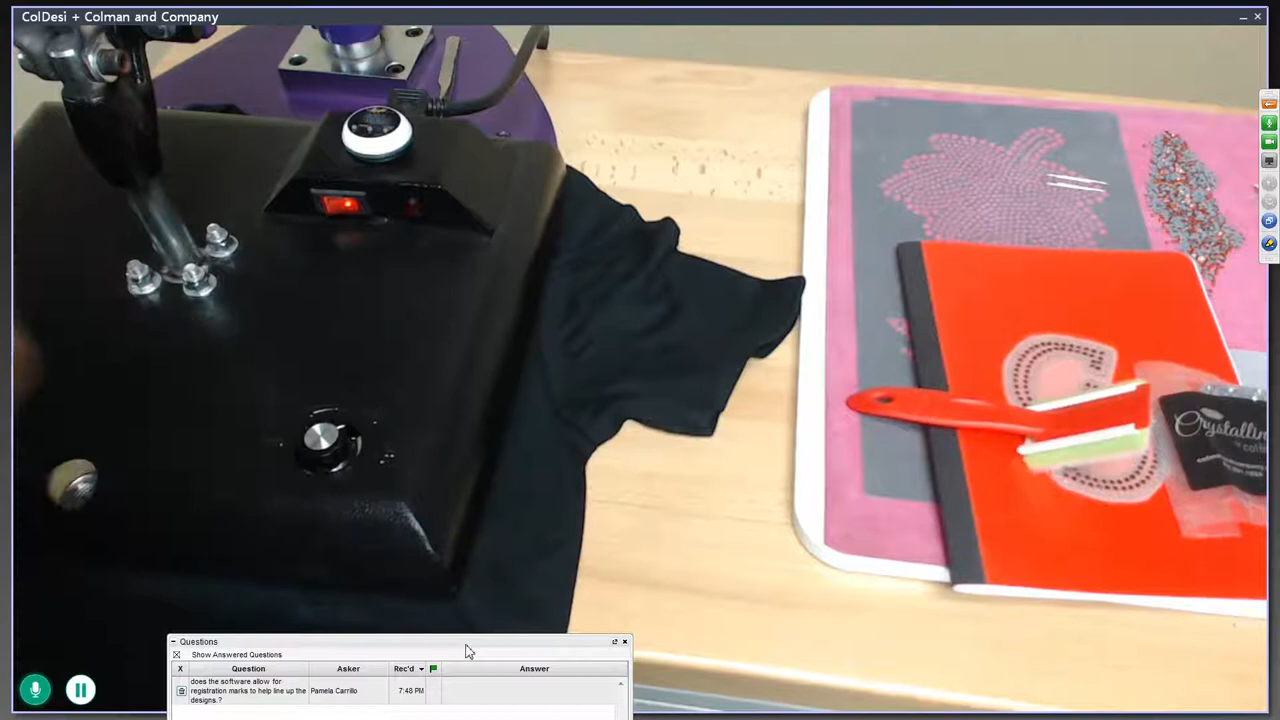 ColDesi + Colman and Company
Crystallin
Questions
Show Answered Questions
X Question Asker Rec'd Answer
does the software allow for
registration marks to help line up the
designs.?
Pamela Carrillo
7:48 PM